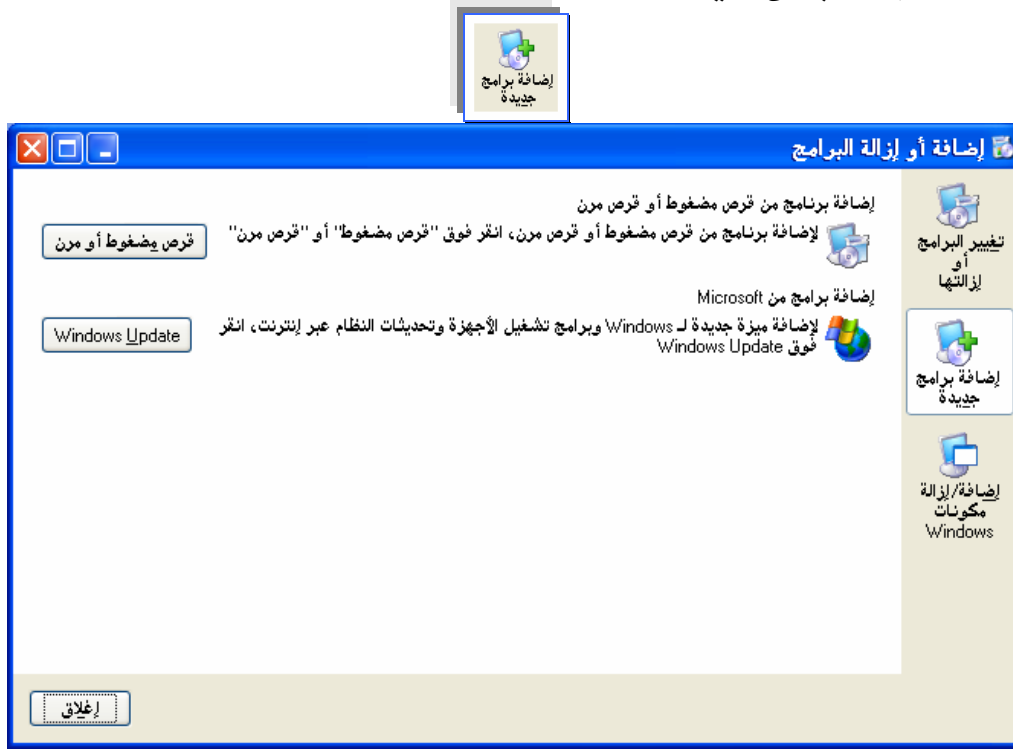 إضافة برامج
جديدة
إضافة أو إزالة البرامج
تغيير البرامج
أو
إزالتها
إضافة برامج
جديدة
إضافة/إزالة
مكونات
Windows
إضافة برنامج من قرص مضغوط أو قرص مرن
لإضافة برنامج من قرص مضغوط أو قرص مرن، انقر فوق "قرص مضغوط" أو "قرص مرن"
قرص مضغوط أو مرن
إضافة برامج من Microsoft
لإضافة ميزة جديدة لـ Windows وبرامج تشغيل الأجهزة وتحديثات النظام عبر إنترنت، انقر
فوق Windows Update
Windows Update
إغلاق